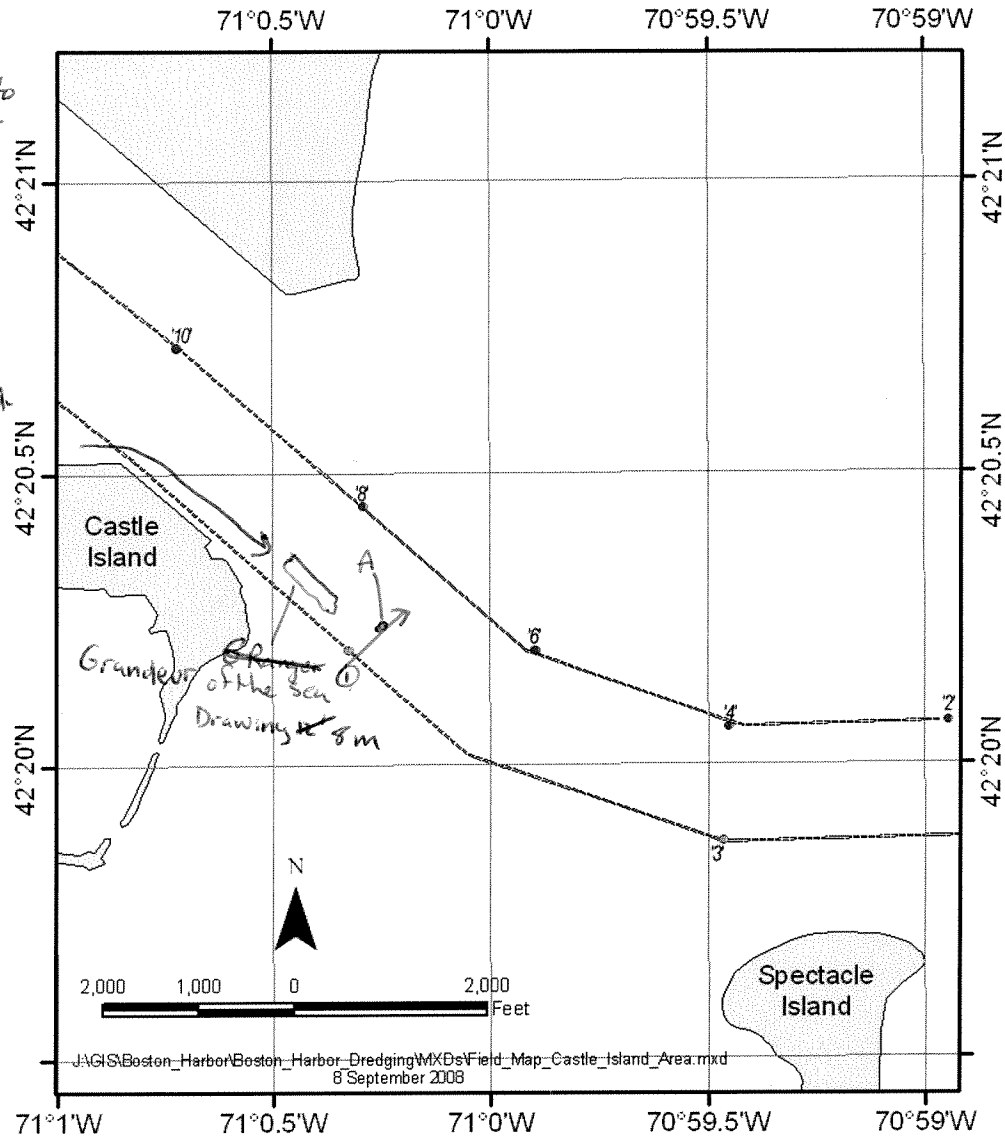 71°0.5'W 71°0'W 70°59.5'W 70°59'W
to
42°21'N
42°21'N
'10'
42°20.5'N
42°20.5'N
'8'
Castle
Island
A
'6'
Grandeur
of the Sea
①
Drawing 8m
'4'
'2'
42°20'N
42°20'N
'3'
N
2,000 1,000 0 2,000
Feet
Spectacle
Island
J:\GIS\Boston_Harbor\Boston_Harbor_Dredging\MXDs\Field_Map_Castle_Island_Area.mxd
8 September 2008
71°1'W 71°0.5'W 71°0'W 70°59.5'W 70°59'W